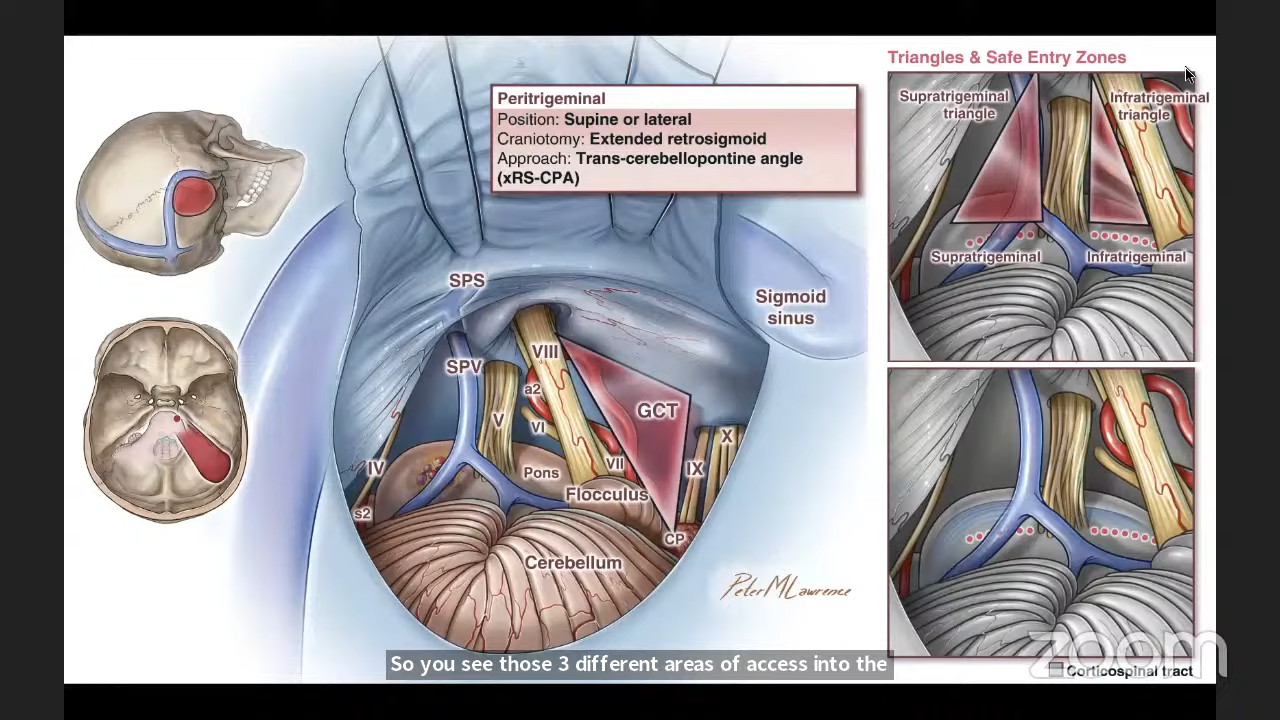 Triangles & Safe Entry Zones
Peritrigeminal
Position: Supine or lateral
Craniotomy: Extended retrosigmoid
Approach: Trans-cerebellopontine angle
(xRS-CPA)
Supratrigeminal
triangle
Infratrigeminal
triangle
Supratrigeminal
Infratrigeminal
SPS
Sigmoid
sinus
SPV
VIII
a2
V
VI
GCT
X
IV
Pons
VII
IX
Flocculus
s2
CP
Cerebellum
Peter M Lawrence
So you see those 3 different areas of access into the
zoom
Corticospinal tract